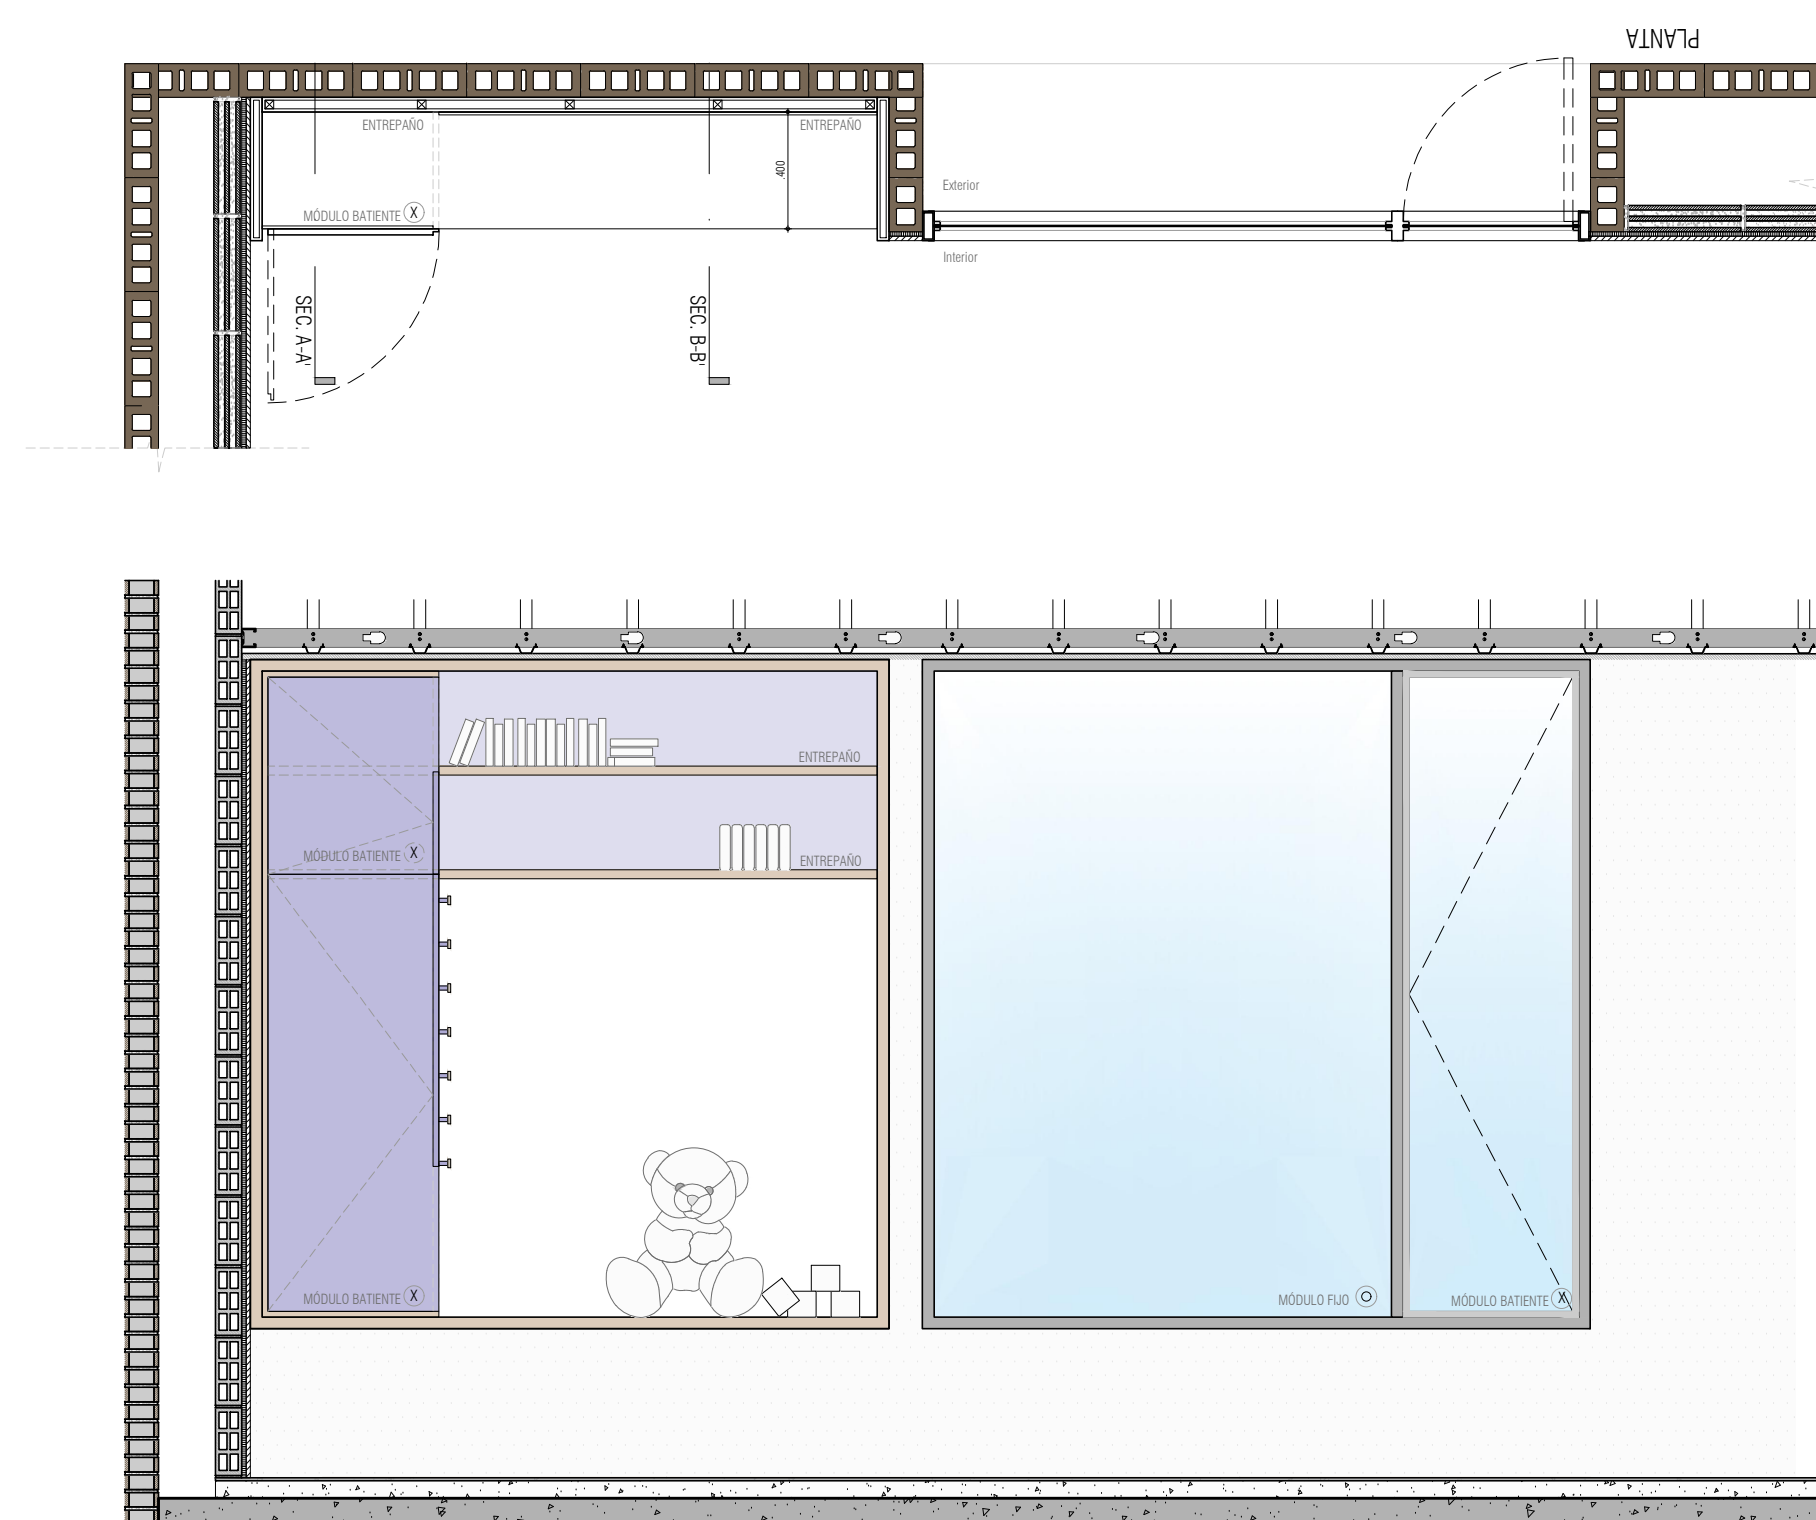 PLANTA
ENTREPAÑO
ENTREPAÑO
.400
MÓDULO BATIENTE X
Exterior
Interior
SEC. A-A'
SEC. B-B'
ENTREPAÑO
MÓDULO BATIENTE X
ENTREPAÑO
MÓDULO BATIENTE X
MÓDULO FIJO O
MÓDULO BATIENTE X